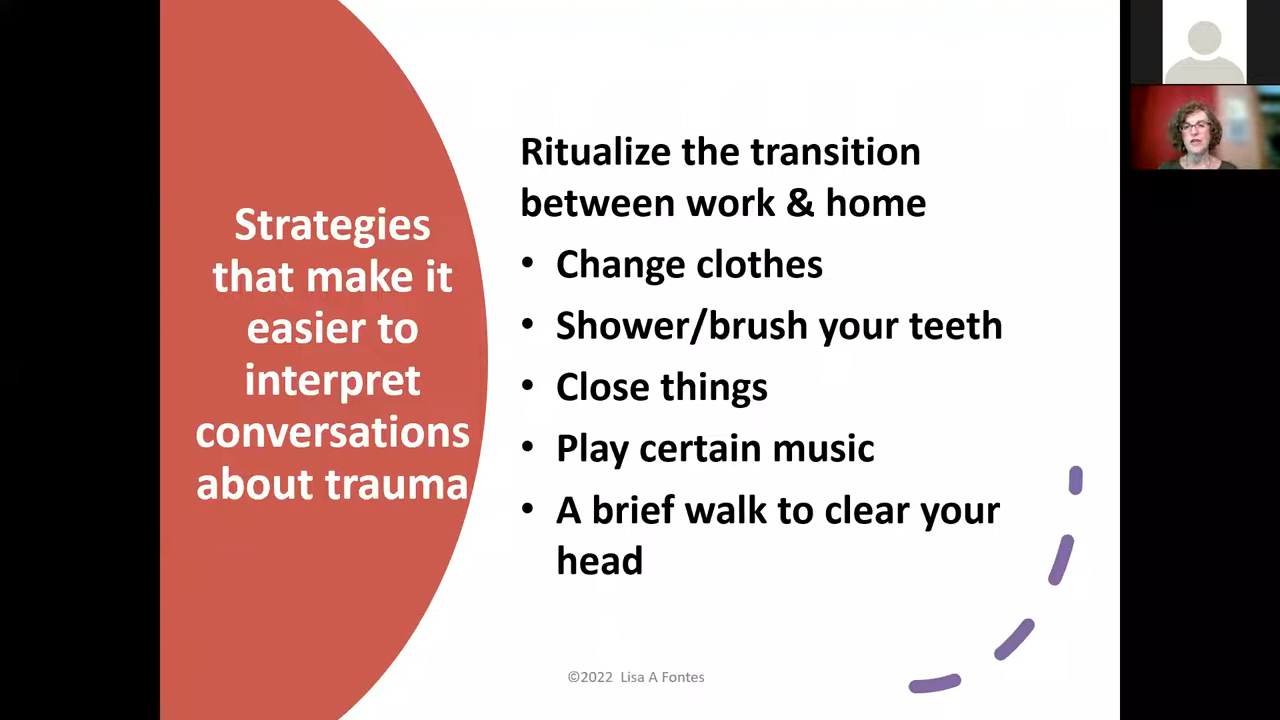 Strategies
that make it
easier to
interpret
conversations
about trauma
Ritualize the transition
between work & home
• Change clothes
• Shower/brush your teeth
• Close things
• Play certain music
• A brief walk to clear your
head
©2022 Lisa A Fontes